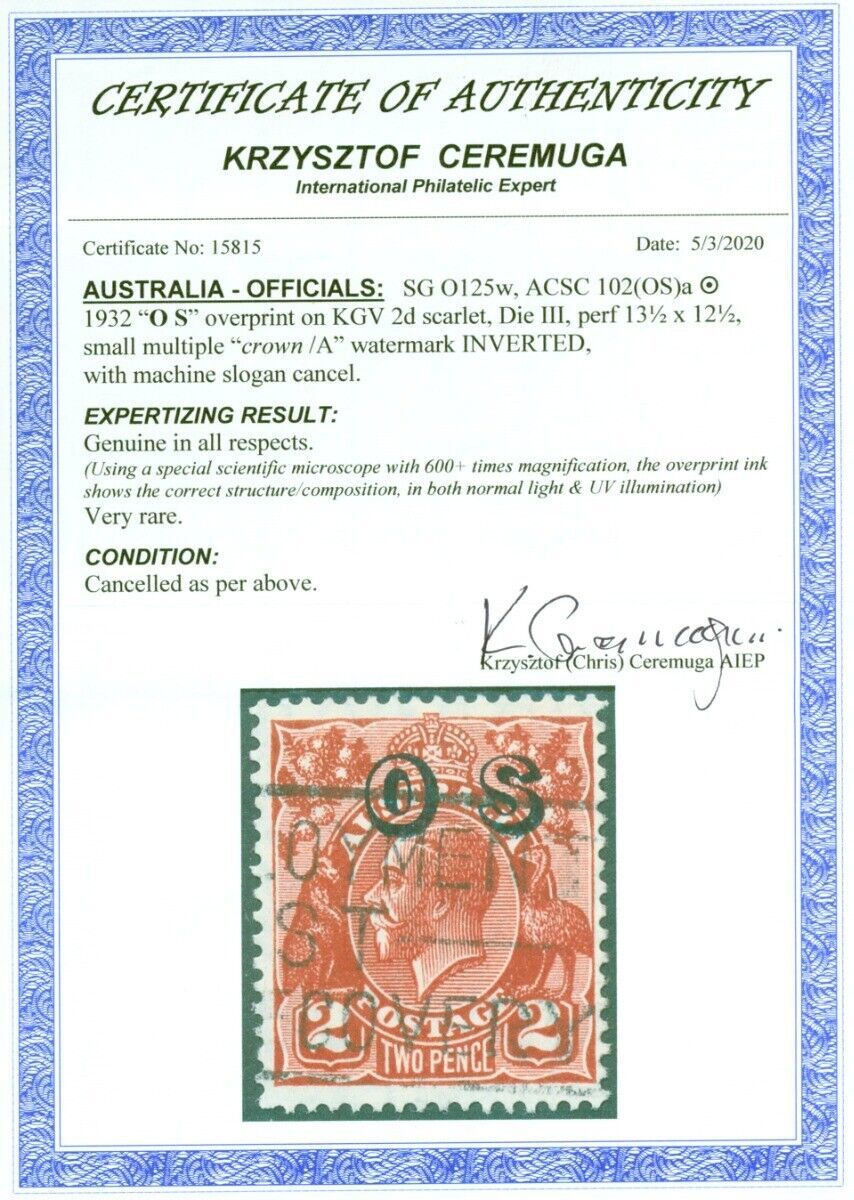 CERTIFICATE OF AUTHENTICITY
KRZYSZTOF CEREMUGA
International Philatelic Expert
Certificate No: 15815 Date: 5/3/2020
AUSTRALIA - OFFICIALS: SG O125w, ACSC 102(OS)a
1932 “O S” overprint on KGV 2d scarlet, Die III, perf 13½ x 12½,
small multiple “crown /A” watermark INVERTED,
with machine slogan cancel.
EXPERTIZING RESULT:
Genuine in all respects.
(Using a special scientific microscope with 600+ times magnification, the overprint ink
shows the correct structure/composition, in both normal light & UV illumination)
Very rare.
CONDITION:
Cancelled as per above.
K. Ceremuga
Krzysztof (Chris) Ceremuga AIEP
O S
OYMEN
ST
COVERY
POSTAGE
2 TWO PENCE 2